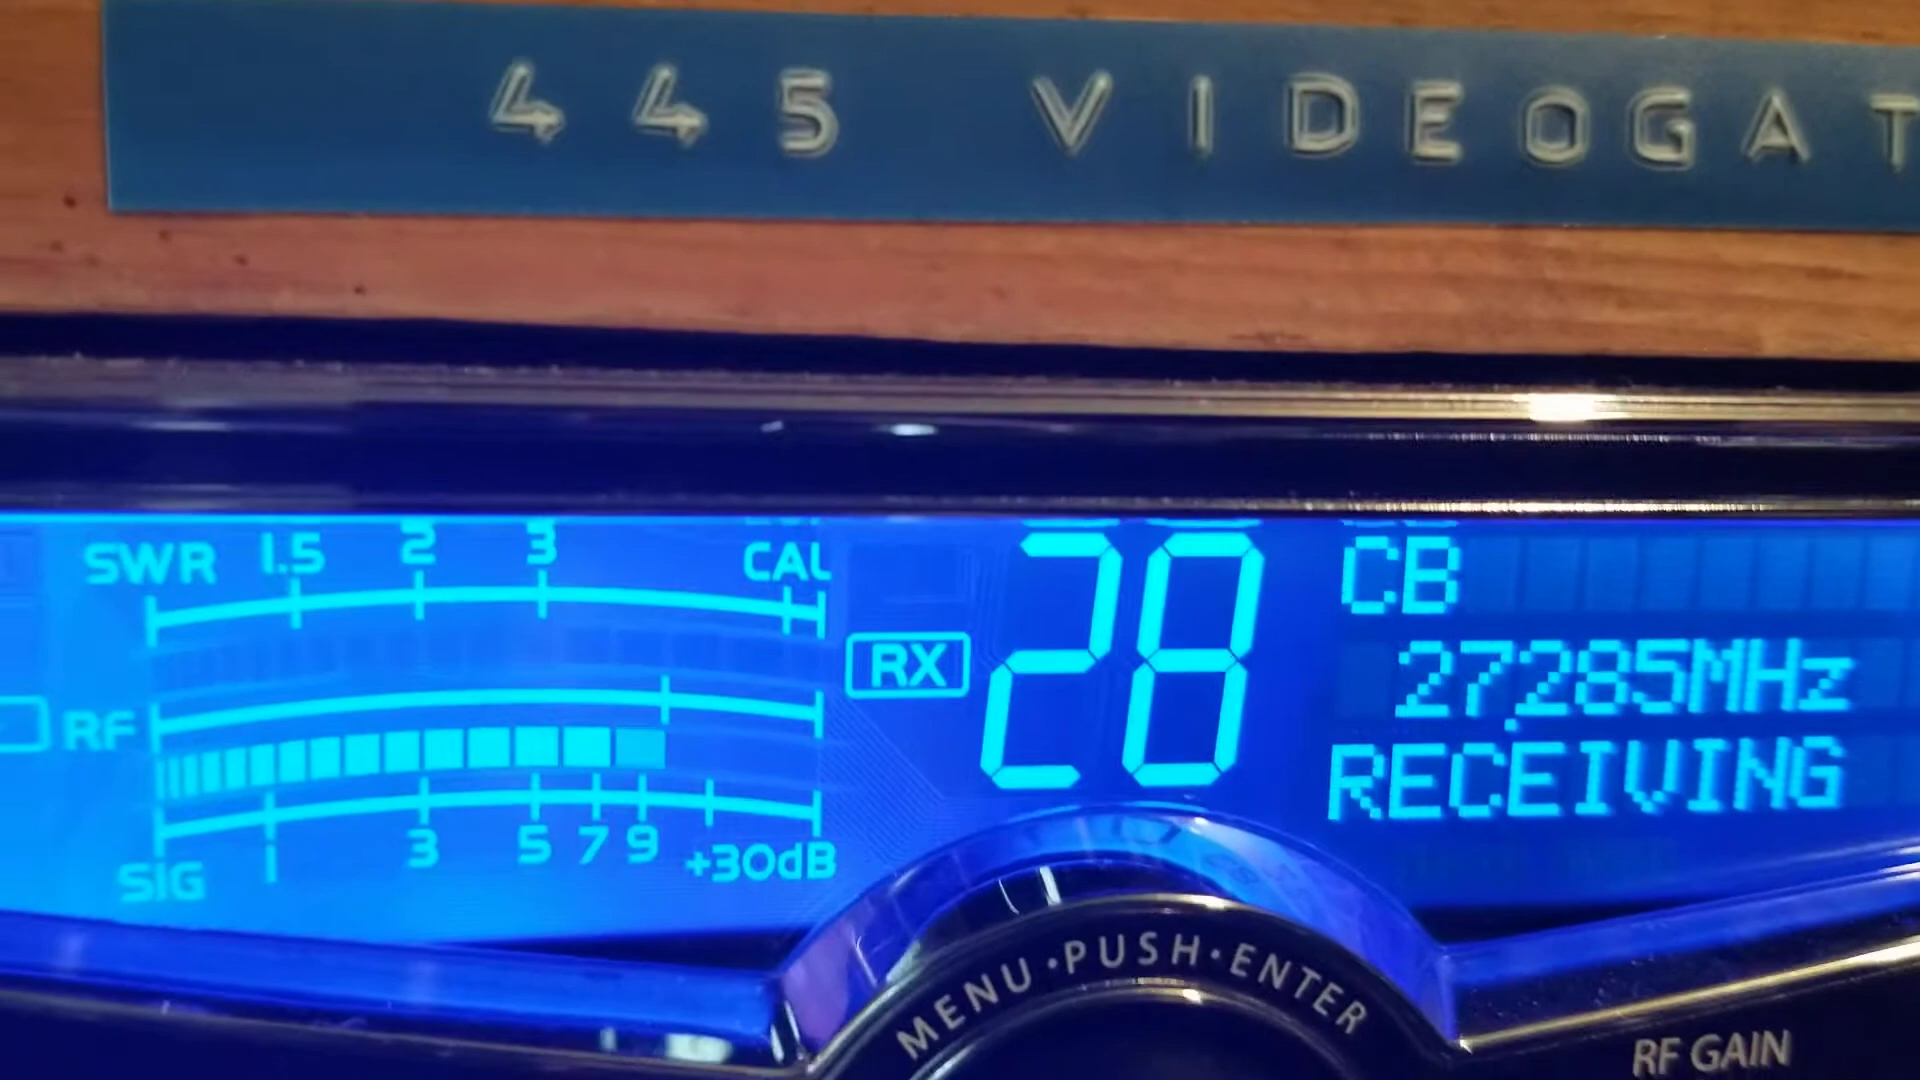 445 VIDEOGAT
SWR 1.5 2 3 CAL
RX
28
CB
27.285MHz
RECEIVING
RF
SIG 1 3 5 7 9 +30dB
MENU·PUSH·ENTER
RF GAIN